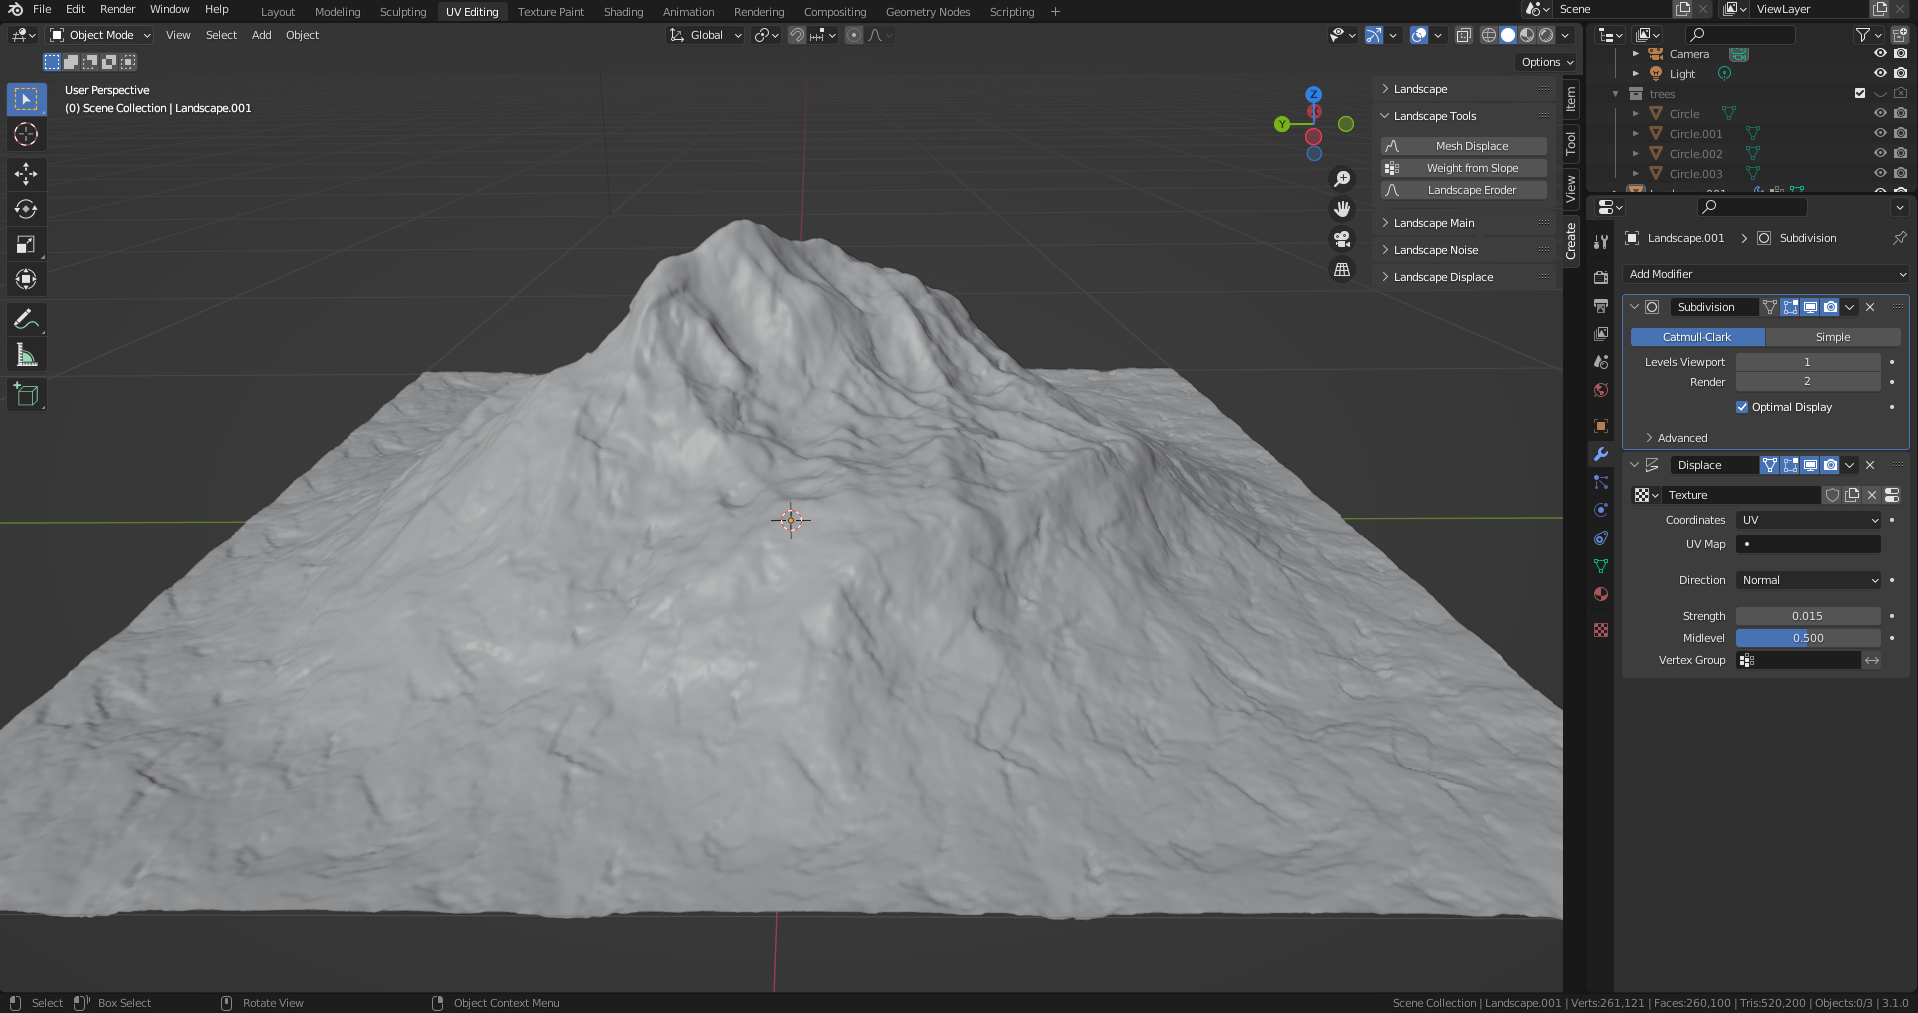 File Edit Render Window Help Layout Modeling Sculpting UV Editing Texture Paint Shading Animation Rendering Compositing Geometry Nodes Scripting + Scene ViewLayer
Object Mode View Select Add Object Global
Options
User Perspective
(0) Scene Collection | Landscape.001
Z
Y
Landscape
Landscape Tools
Mesh Displace
Weight from Slope
Landscape Eroder
Landscape Main
Landscape Noise
Landscape Displace
Item
Tool
View
Create
Camera
Light
trees
Circle
Circle.001
Circle.002
Circle.003
Landscape.001 Subdivision
Add Modifier
Subdivision
Catmull-Clark Simple
Levels Viewport 1
Render 2
Optimal Display
Advanced
Displace
Texture
Coordinates UV
UV Map
Direction Normal
Strength 0.015
Midlevel 0.500
Vertex Group
Select Box Select Rotate View Object Context Menu
Scene Collection | Landscape.001 | Verts:261,121 | Faces:260,100 | Tris:520,200 | Objects:0/3 | 3.1.0